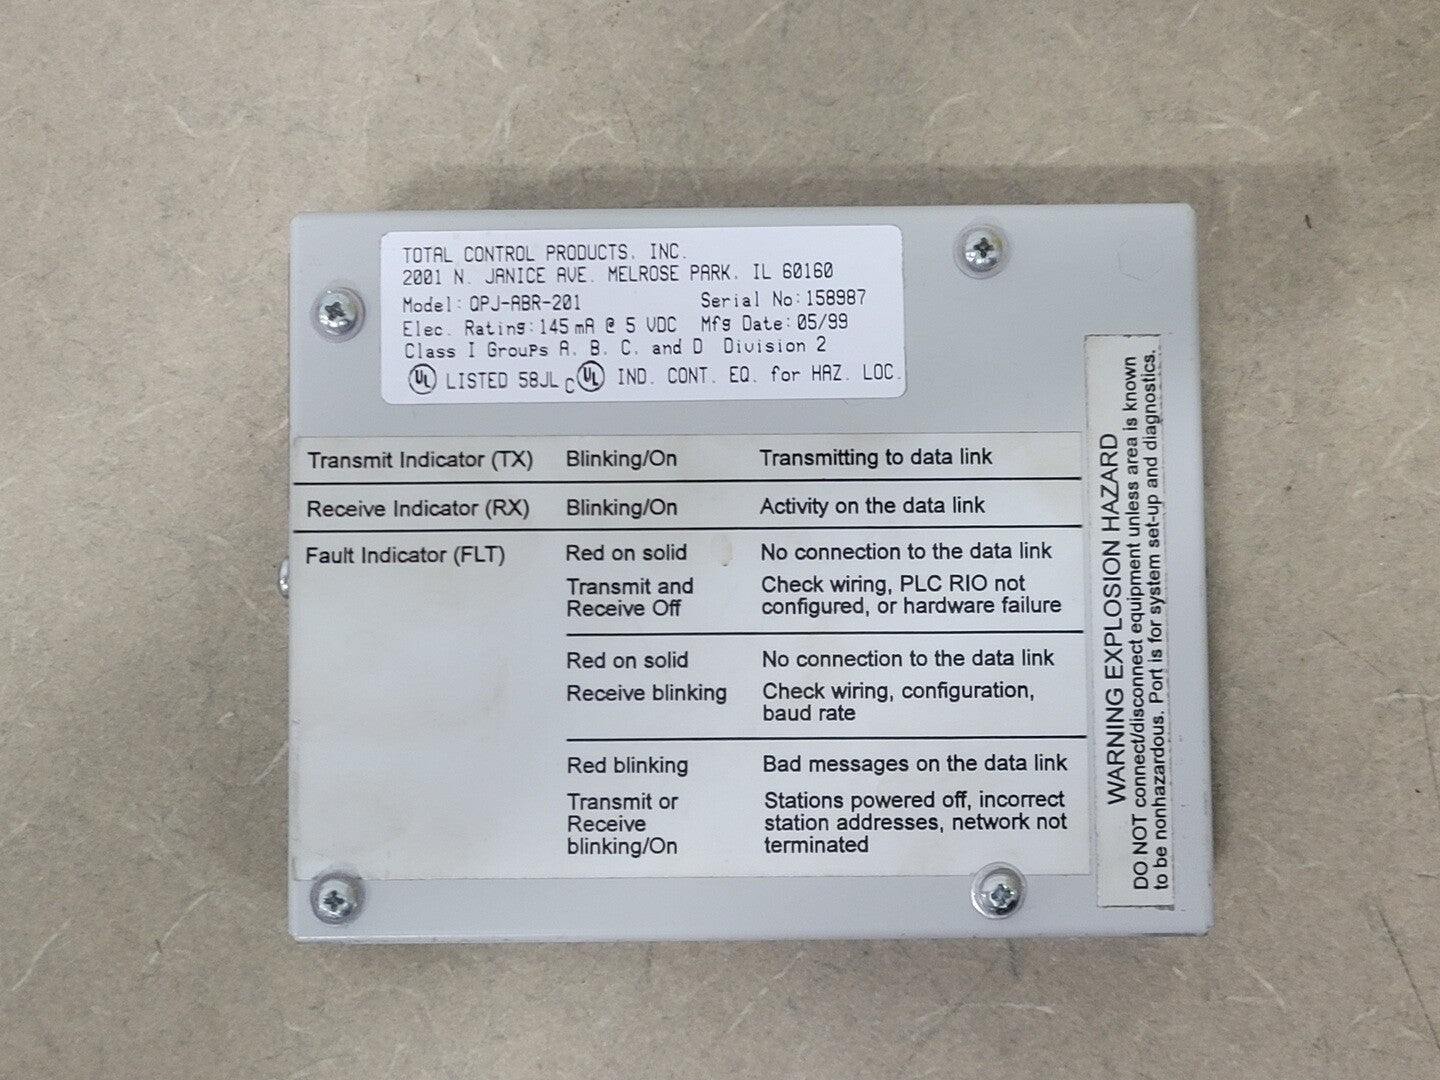 TOTAL CONTROL PRODUCTS, INC.
2001 N. JANICE AVE. MELROSE PARK, IL 60160
Model: QPJ-ABR-201 Serial No:158987
Elec. Rating:145 mA @ 5 VDC Mfg Date: 05/99
Class I Groups A, B, C, and D Division 2
UL LISTED 58JL C UL IND. CONT. EQ. for HAZ. LOC.
Transmit Indicator (TX) Blinking/On Transmitting to data link
Receive Indicator (RX) Blinking/On Activity on the data link
Fault Indicator (FLT) Red on solid No connection to the data link
Transmit and Check wiring, PLC RIO not
Receive Off configured, or hardware failure
Red on solid No connection to the data link
Receive blinking Check wiring, configuration,
baud rate
Red blinking Bad messages on the data link
Transmit or Stations powered off, incorrect
Receive station addresses, network not
blinking/On terminated
WARNING EXPLOSION HAZARD
DO NOT connect/disconnect equipment unless area is known
to be nonhazardous. Port is for system set-up and diagnostics.